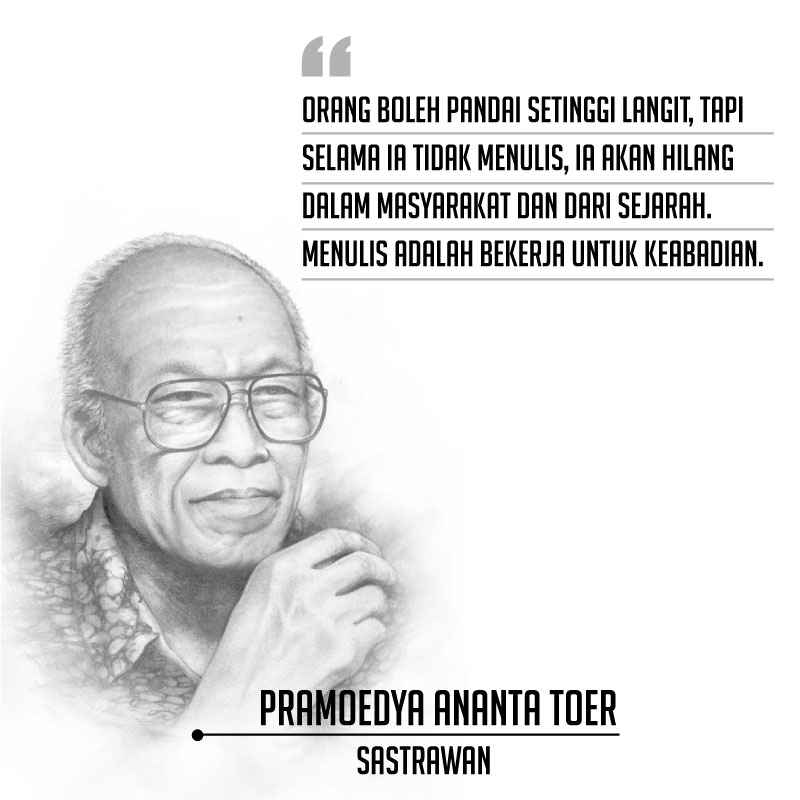 “
ORANG BOLEH PANDAI SETINGGI LANGIT, TAPI
SELAMA IA TIDAK MENULIS, IA AKAN HILANG
DALAM MASYARAKAT DAN DARI SEJARAH.
MENULIS ADALAH BEKERJA UNTUK KEABADIAN.
PRAMOEDYA ANANTA TOER
SASTRAWAN